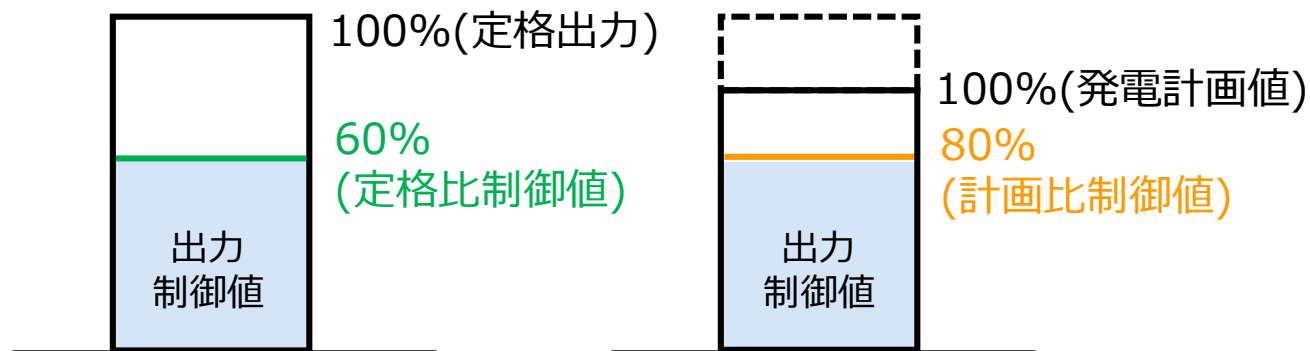 100%(定格出力)
60%
(定格比制御値)
出力
制御値
100%(発電計画値)
80%
(計画比制御値)
出力
制御値